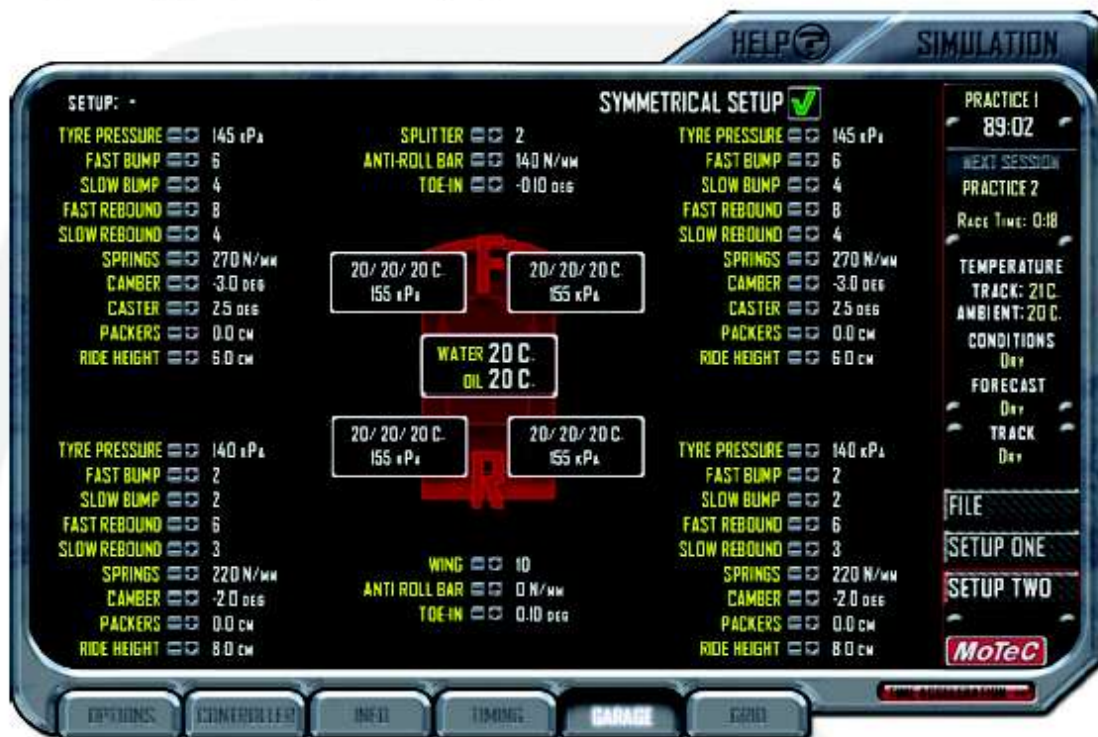 HELP ? SIMULATION
SETUP: -
SYMMETRICAL SETUP
TYRE PRESSURE 145 kPa
FAST BUMP 6
SLOW BUMP 4
FAST REBOUND 8
SLOW REBOUND 4
SPRINGS 270 N/MM
CAMBER -3.0 DEG
CASTER 2.5 DEG
PACKERS 0.0 CM
RIDE HEIGHT 6.0 CM
SPLITTER 2
ANTI-ROLL BAR 140 N/MM
TOE-IN -0.10 DEG
TYRE PRESSURE 145 kPa
FAST BUMP 6
SLOW BUMP 4
FAST REBOUND 8
SLOW REBOUND 4
SPRINGS 270 N/MM
CAMBER -3.0 DEG
CASTER 2.5 DEG
PACKERS 0.0 CM
RIDE HEIGHT 6.0 CM
F
20/ 20/ 20 C.
155 kPa
20/ 20/ 20 C.
155 kPa
WATER 20 C.
OIL 20 C.
20/ 20/ 20 C.
155 kPa
20/ 20/ 20 C.
155 kPa
R
TYRE PRESSURE 140 kPa
FAST BUMP 2
SLOW BUMP 2
FAST REBOUND 6
SLOW REBOUND 3
SPRINGS 220 N/MM
CAMBER -2.0 DEG
PACKERS 0.0 CM
RIDE HEIGHT 8.0 CM
WING 10
ANTI ROLL BAR 0 N/MM
TOE-IN 0.10 DEG
TYRE PRESSURE 140 kPa
FAST BUMP 2
SLOW BUMP 2
FAST REBOUND 6
SLOW REBOUND 3
SPRINGS 220 N/MM
CAMBER -2.0 DEG
PACKERS 0.0 CM
RIDE HEIGHT 8.0 CM
PRACTICE 1
89:02
NEXT SESSION
PRACTICE 2
RACE TIME: 0:18
TEMPERATURE
TRACK: 21 C.
AMBIENT: 20 C.
CONDITIONS
DRY
FORECAST
DRY
TRACK
DRY
FILE
SETUP ONE
SETUP TWO
MoTeC
TIME ACCELERATION
OPTIONS CONTROLLER INFO TIMING GARAGE GRID